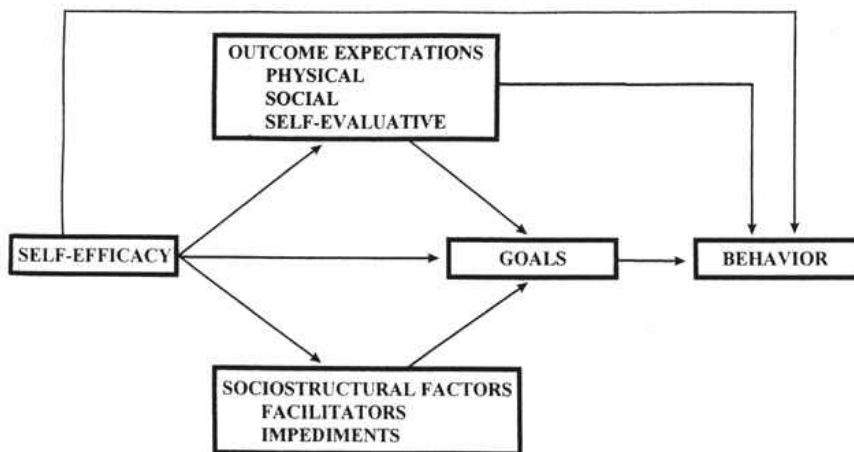 OUTCOME EXPECTATIONS
PHYSICAL
SOCIAL
SELF-EVALUATIVE
SELF-EFFICACY
GOALS
BEHAVIOR
SOCIOSTRUCTURAL FACTORS
FACILITATORS
IMPEDIMENTS